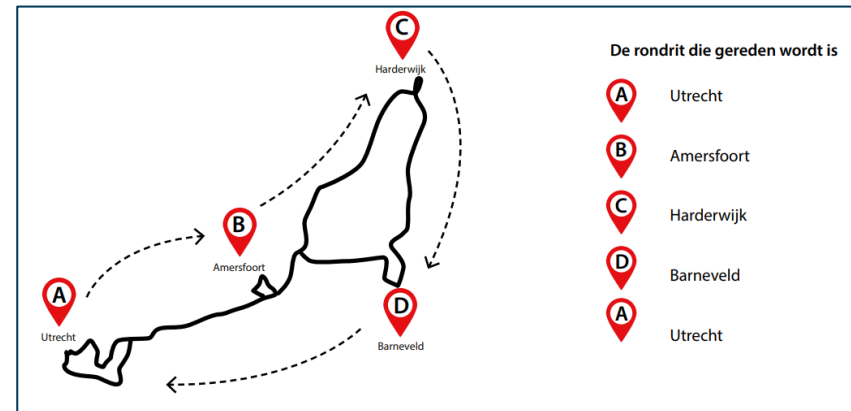 C
Harderwijk
B
Amersfoort
A
Utrecht
D
Barneveld
De rondrit die gereden wordt is
A Utrecht
B Amersfoort
C Harderwijk
D Barneveld
A Utrecht